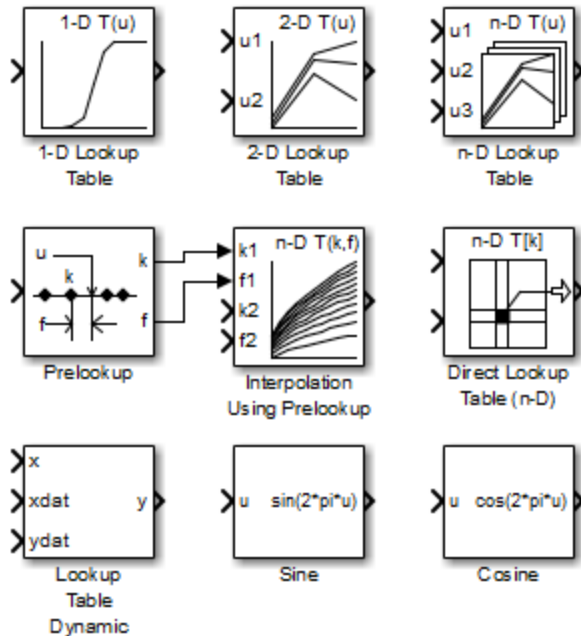 1-D T(u)
1-D Lookup
Table
2-D T(u)
u1
u2
2-D Lookup
Table
n-D T(u)
u1
u2
u3
n-D Lookup
Table
u
k
k
f
f
Prelookup
n-D T(k,f)
k1
f1
k2
f2
Interpolation
Using Prelookup
n-D T[k]
Direct Lookup
Table (n-D)
x
xdat
y
ydat
Lookup
Table
Dynamic
u sin(2*pi*u)
Sine
u cos(2*pi*u)
Cosine